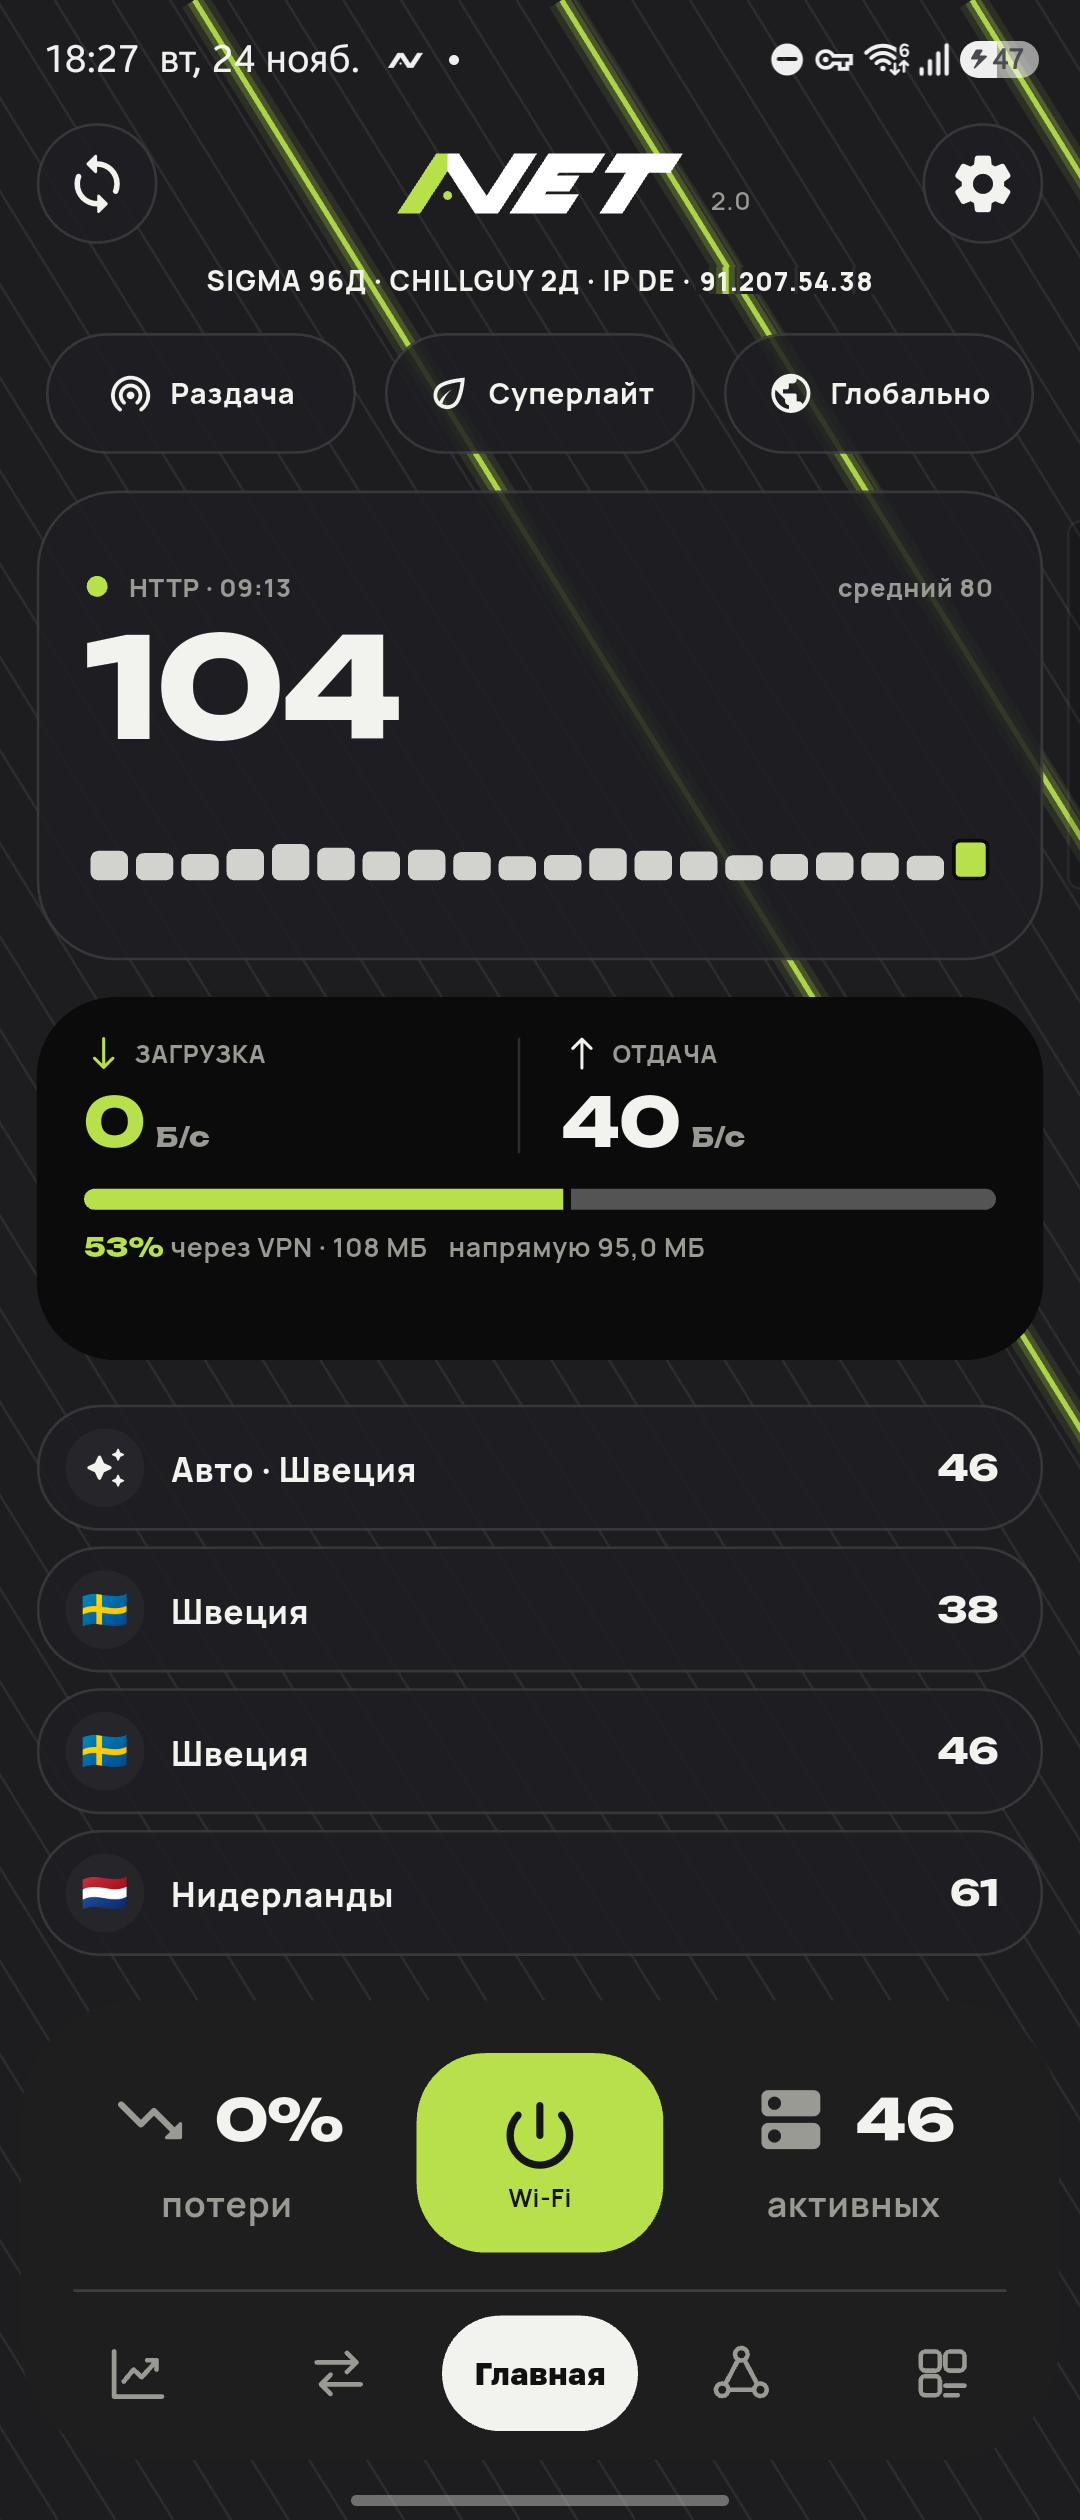 18:27 вт, 24 нояб. 6 47
NET 2.0
SIGMA 96Д · CHILLGUY 2Д · IP DE · 91.207.54.38
Раздача Суперлайт Глобально
HTTP · 09:13 средний 80
104
ЗАГРУЗКА ОТДАЧА
0 Б/с 40 Б/с
53% через VPN · 108 МБ напрямую 95,0 МБ
Авто · Швеция 46
Швеция 38
Швеция 46
Нидерланды 61
0% 46
потери Wi-Fi активных
Главная